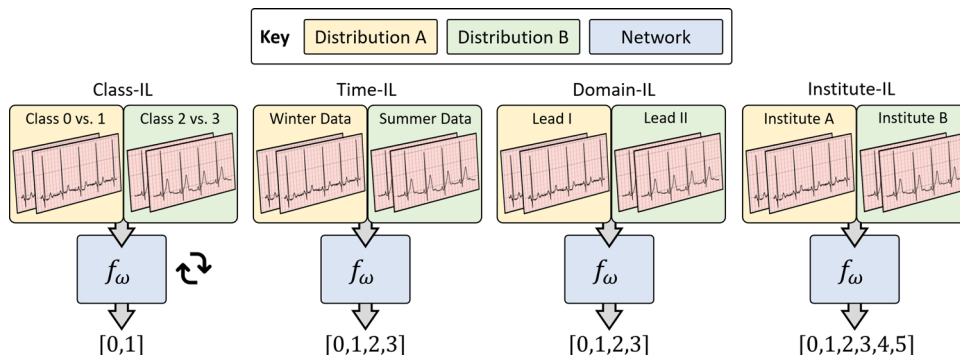 Key Distribution A Distribution B Network
Class-IL Time-IL Domain-IL Institute-IL
Class 0 vs. 1 Class 2 vs. 3 Winter Data Summer Data Lead I Lead II Institute A Institute B
fω fω fω fω
[0,1] [0,1,2,3] [0,1,2,3] [0,1,2,3,4,5]